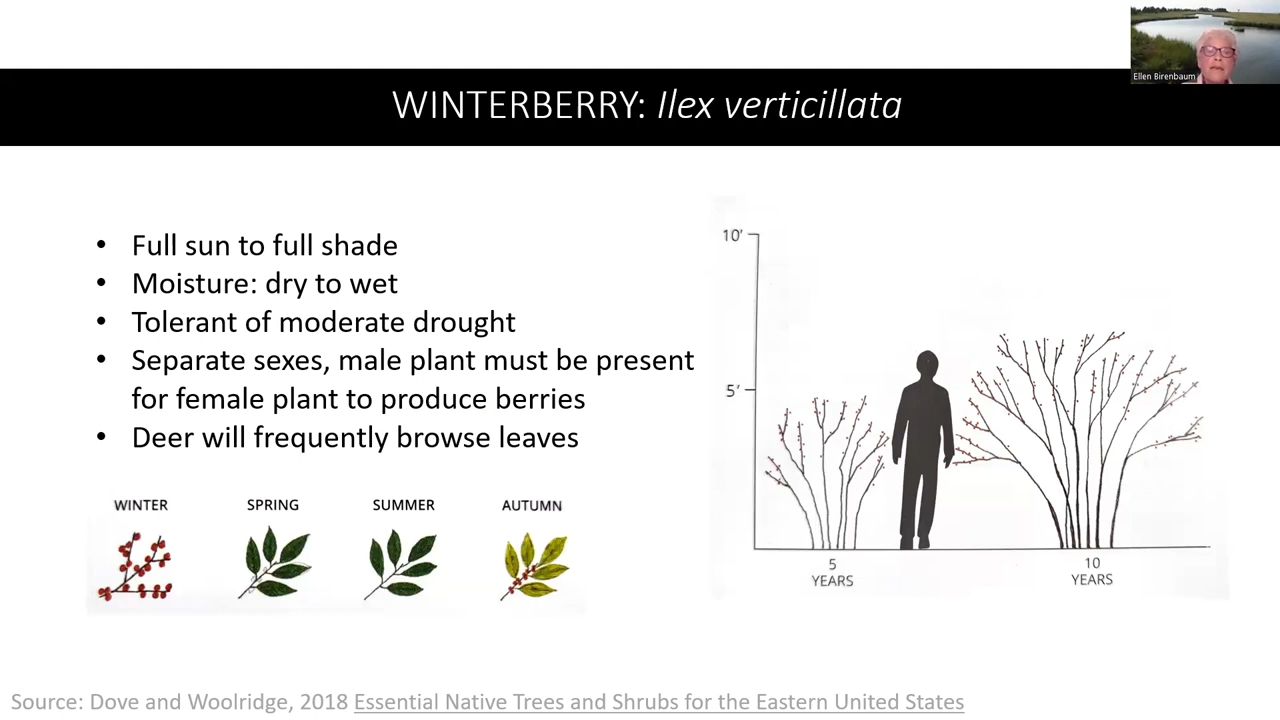 Ellen Birenbaum
WINTERBERRY: Ilex verticillata
• Full sun to full shade
• Moisture: dry to wet
• Tolerant of moderate drought
• Separate sexes, male plant must be present
for female plant to produce berries
• Deer will frequently browse leaves
WINTER SPRING SUMMER AUTUMN
10'
5'
5
YEARS
10
YEARS
Source: Dove and Woolridge, 2018 Essential Native Trees and Shrubs for the Eastern United States